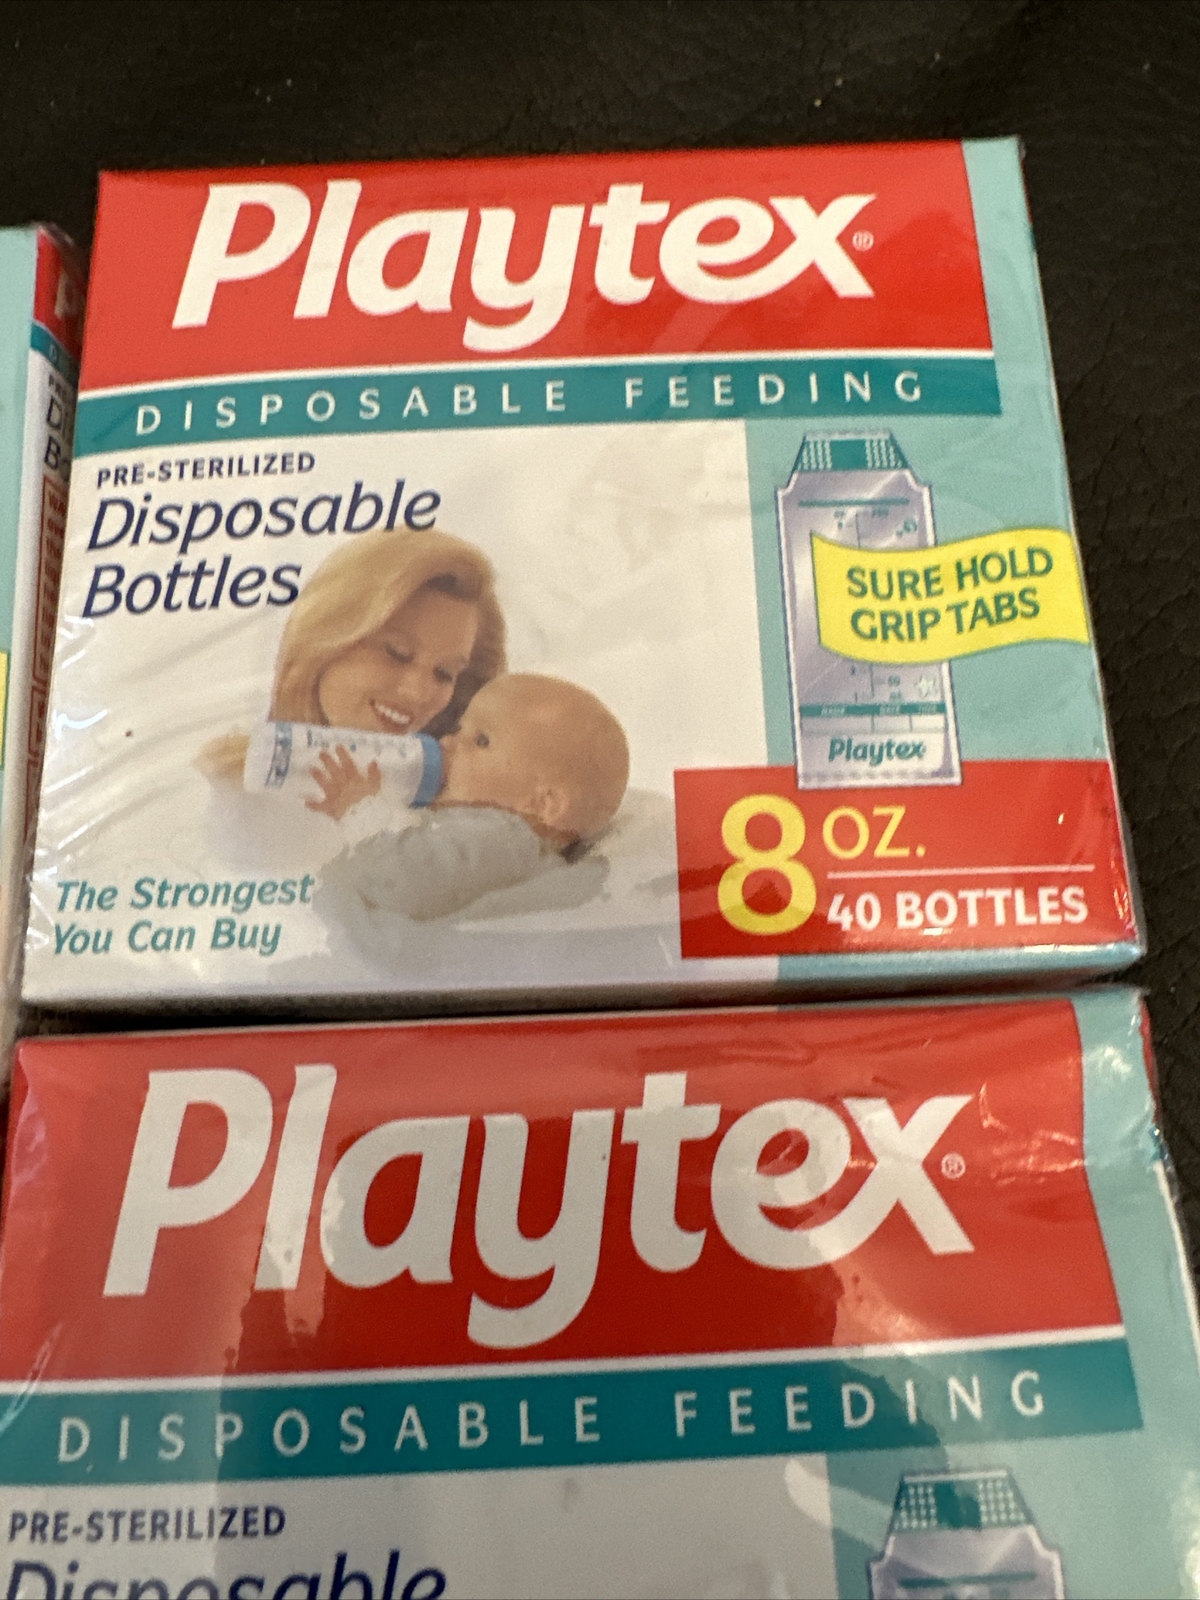 Playtex®
DISPOSABLE FEEDING
PRE-STERILIZED
Disposable
Bottles
SURE HOLD
GRIP TABS
Playtex
The Strongest
You Can Buy
8 OZ.
40 BOTTLES
Playtex®
DISPOSABLE FEEDING
PRE-STERILIZED
Disposable